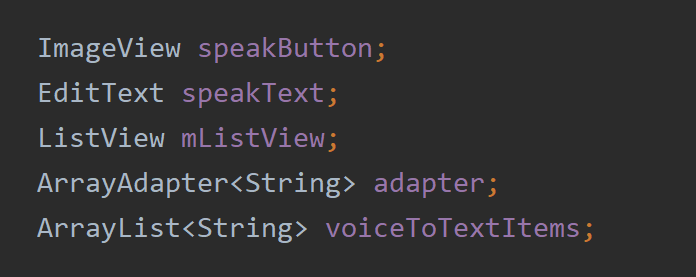 ImageView speakButton;
EditText speakText;
ListView mListView;
ArrayAdapter<String> adapter;
ArrayList<String> voiceToTextItems;